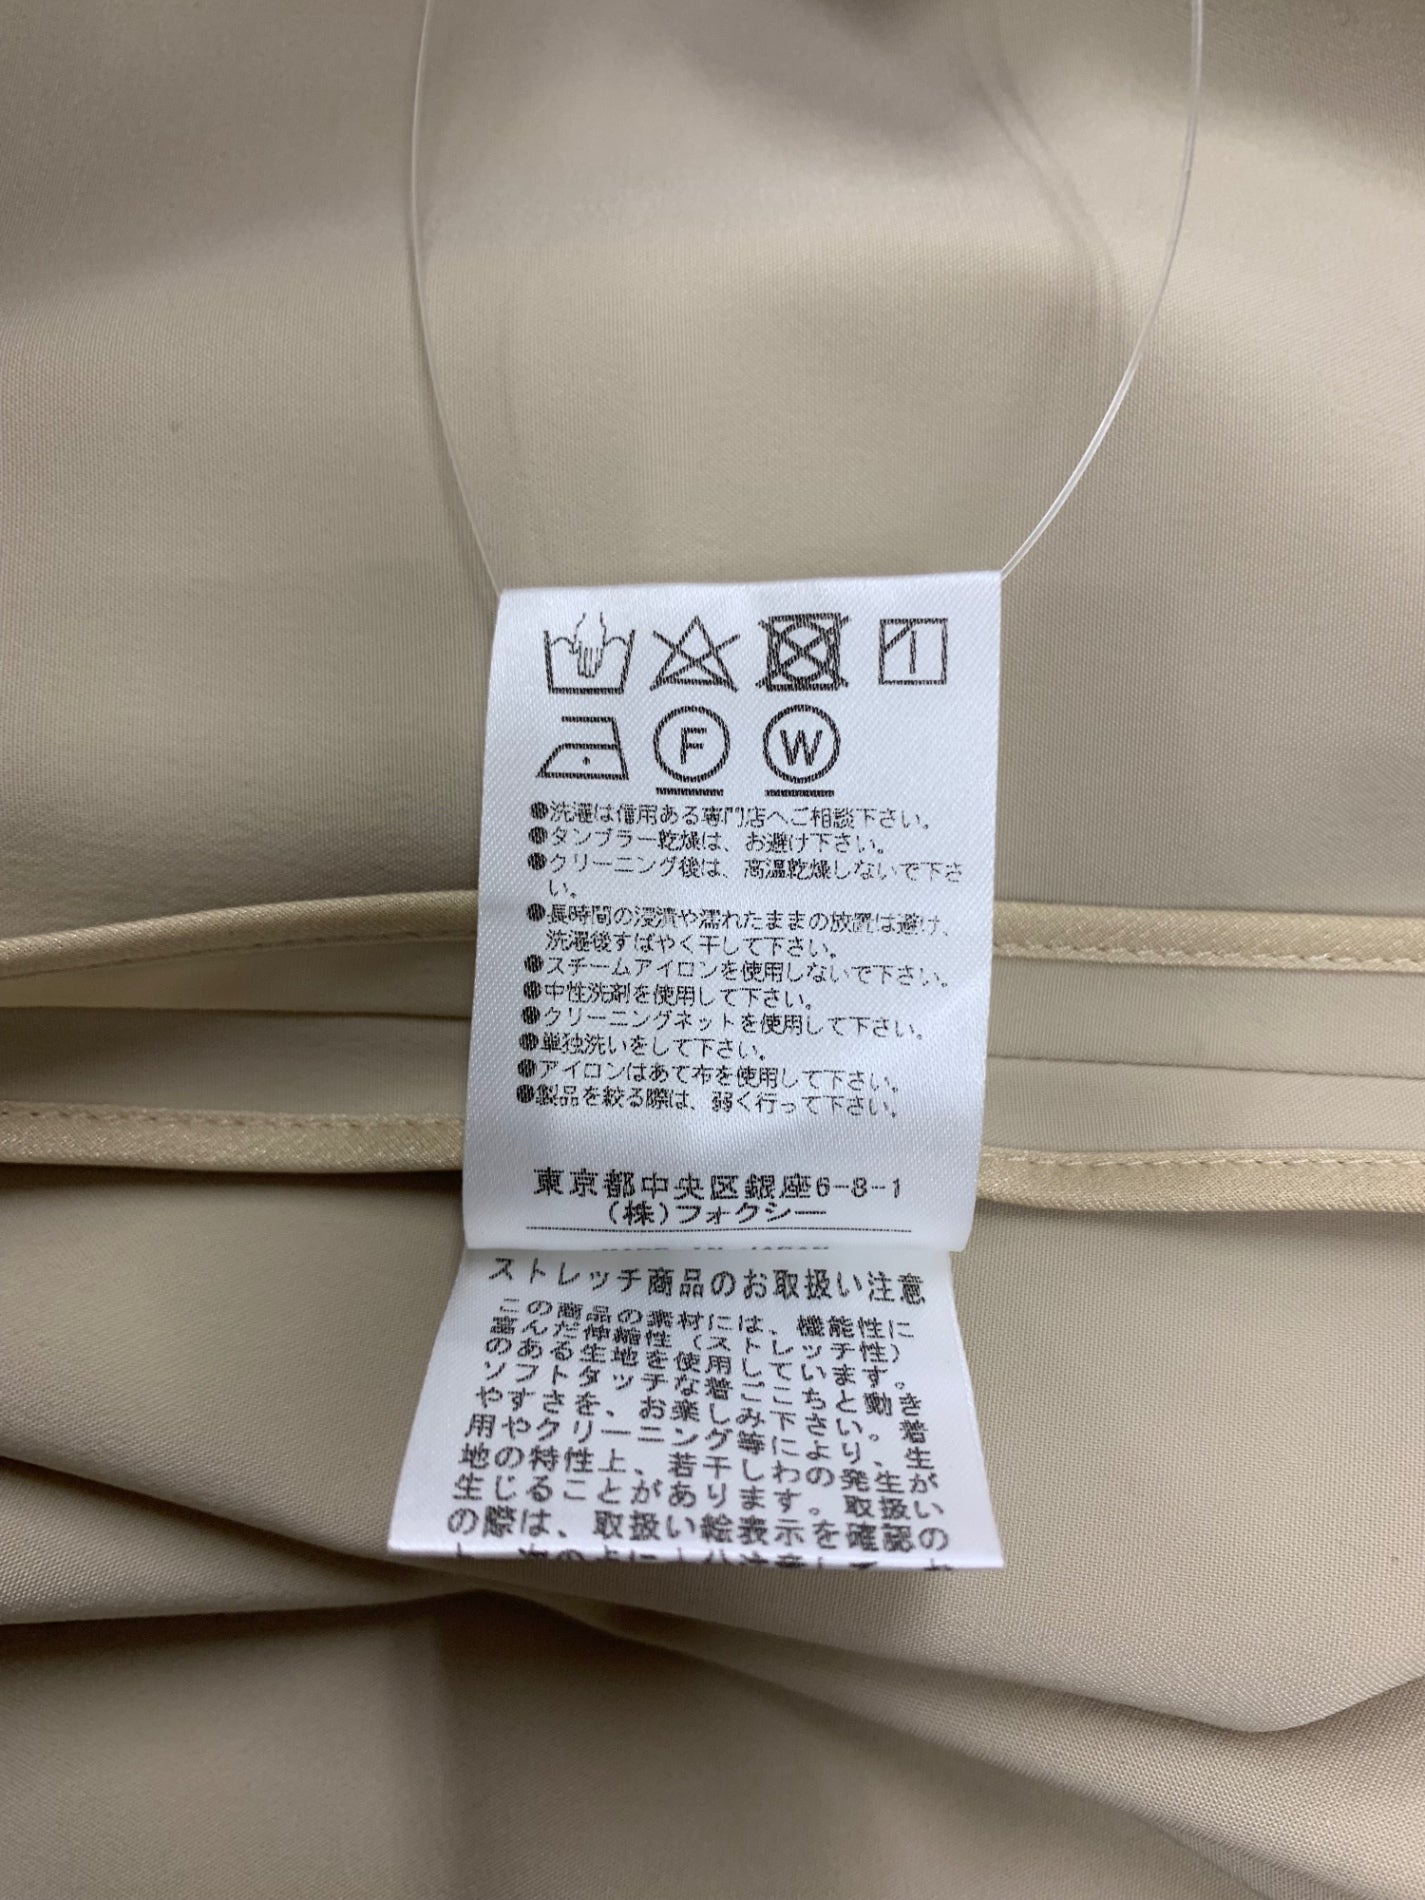 F W
●洗濯は信用ある専門店へご相談下さい。
●タンブラー乾燥は、お避け下さい。
●クリーニング後は、高温乾燥しないで下さ
い。
●長時間の浸漬や濡れたままの放置は避け、
洗濯後すばやく干して下さい。
●スチームアイロンを使用しないで下さい。
●中性洗剤を使用して下さい。
●クリーニングネットを使用して下さい。
●単独洗いをして下さい。
●アイロンはあて布を使用して下さい。
●製品を絞る際は、弱く行って下さい。
東京都中央区銀座6-8-1
(株)フォクシー
ストレッチ商品のお取扱い注意
この商品の素材には、機能性に
富んだ伸縮性(ストレッチ性)
のある生地を使用しています。
ソフトタッチな着ごこちと動き
やすさを、お楽しみ下さい。着
用やクリーニング等により、生
地の特性上、若干しわの発生が
生じることがあります。取扱い
の際は、取扱い絵表示を確認の